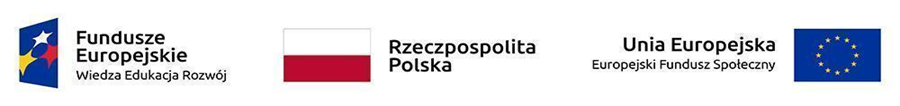 Fundusze
Europejskie
Wiedza Edukacja Rozwój
Rzeczpospolita
Polska
Unia Europejska
Europejski Fundusz Społeczny